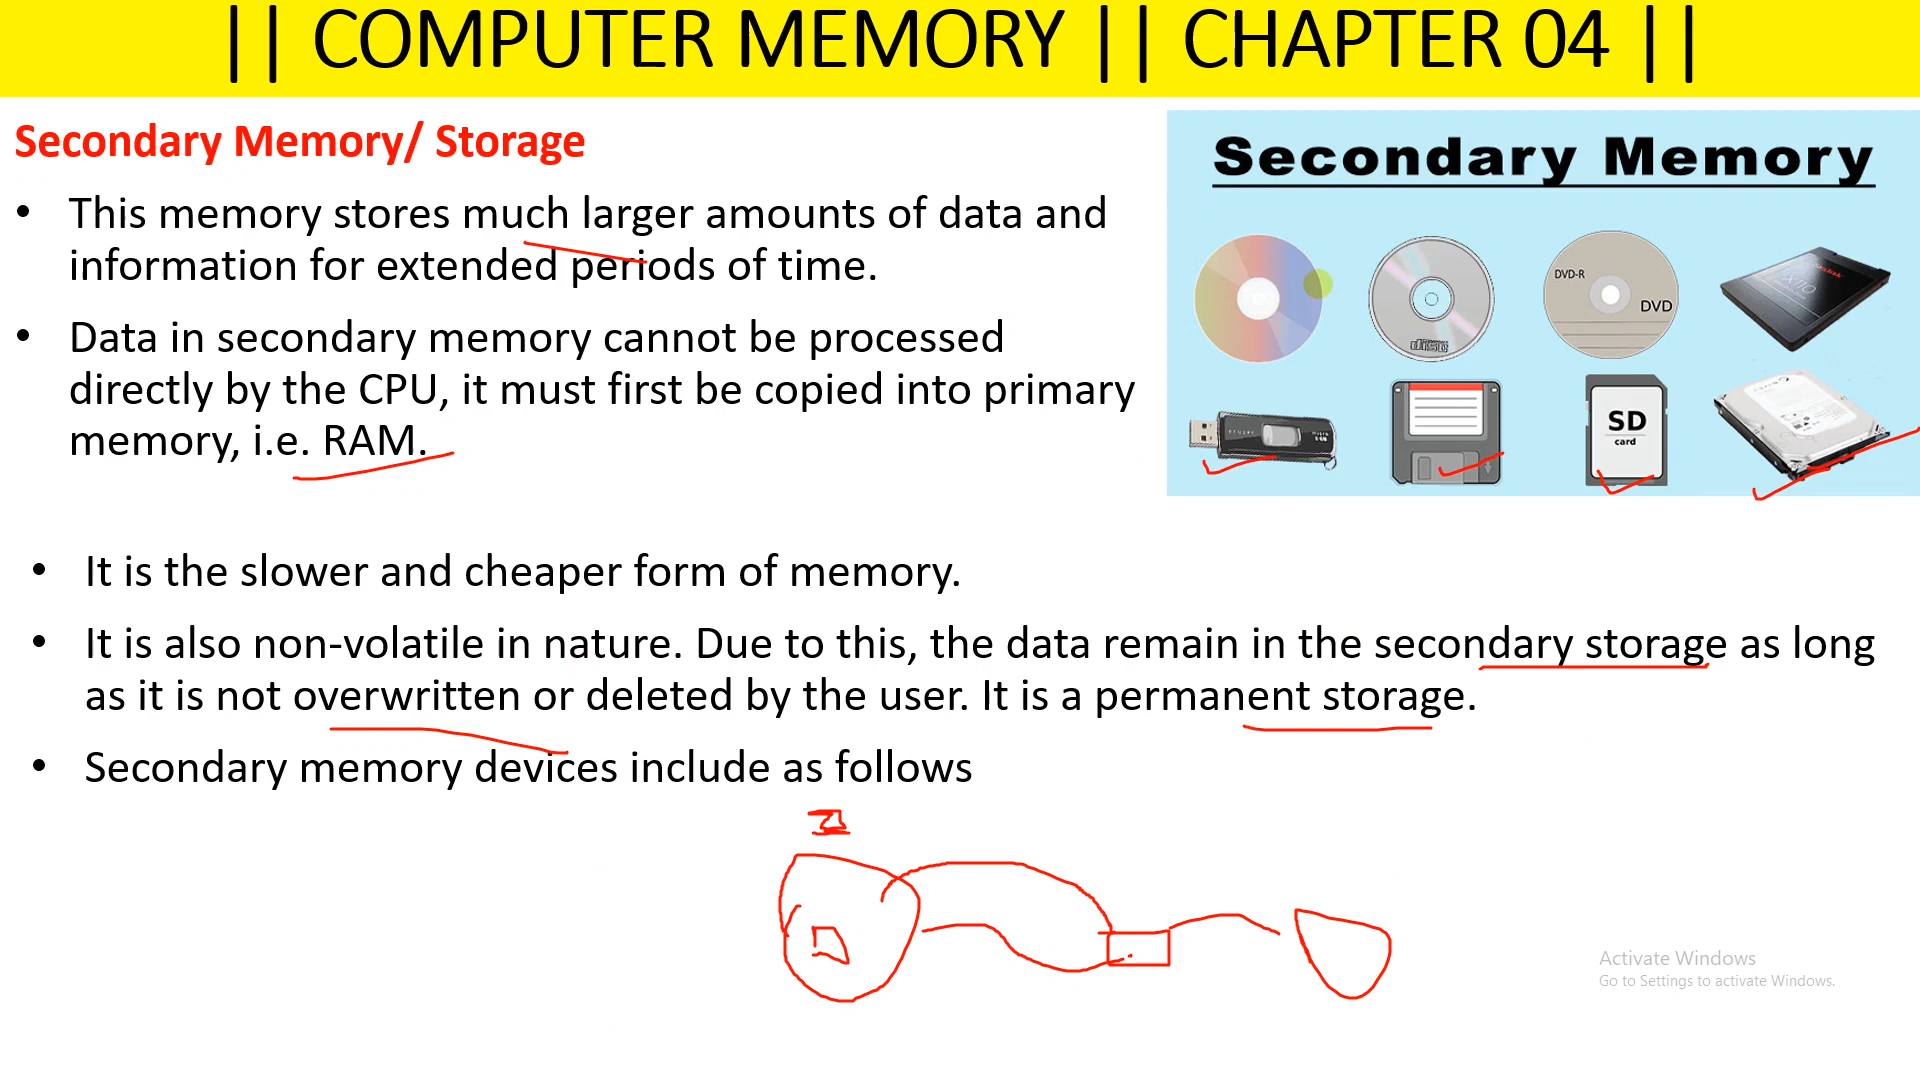 || COMPUTER MEMORY || CHAPTER 04 ||
Secondary Memory/ Storage
• This memory stores much larger amounts of data and
information for extended periods of time.
• Data in secondary memory cannot be processed
directly by the CPU, it must first be copied into primary
memory, i.e. RAM.
Secondary Memory
DVD-R
DVD
SD
card
• It is the slower and cheaper form of memory.
• It is also non-volatile in nature. Due to this, the data remain in the secondary storage as long
as it is not overwritten or deleted by the user. It is a permanent storage.
• Secondary memory devices include as follows
Activate Windows
Go to Settings to activate Windows.